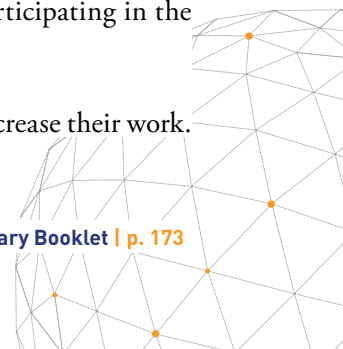 rticipating in the
crease their work.
ary Booklet | p. 173